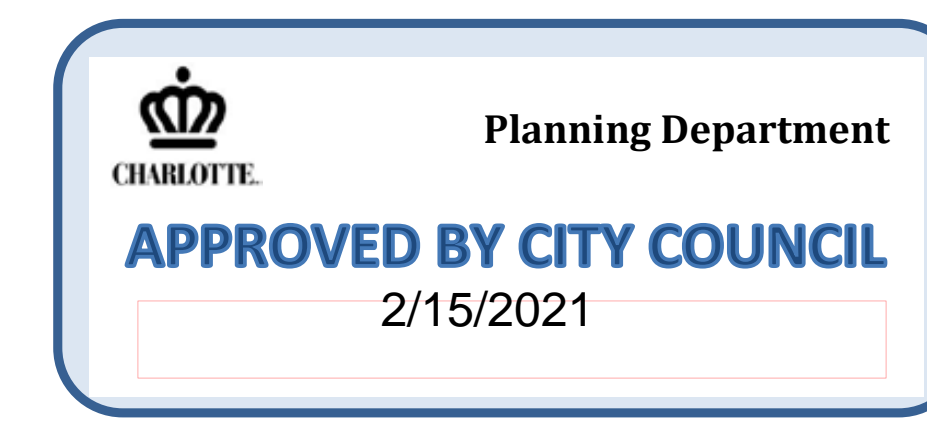 Planning Department
CHARLOTTE.
APPROVED BY CITY COUNCIL
2/15/2021